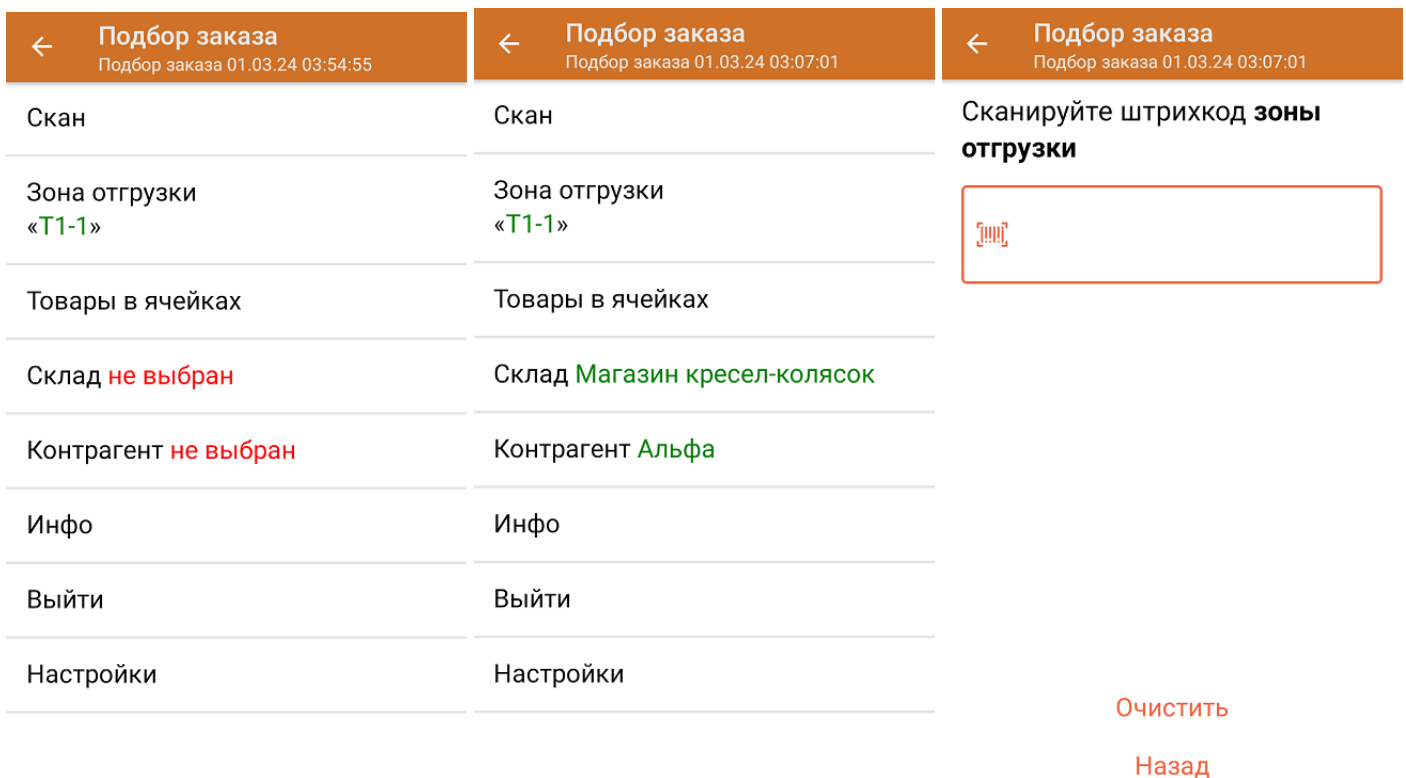 Подбор заказа
Подбор заказа 01.03.24 03:54:55
Скан
Зона отгрузки
«Т1-1»
Товары в ячейках
Склад не выбран
Контрагент не выбран
Инфо
Выйти
Настройки
Подбор заказа
Подбор заказа 01.03.24 03:07:01
Скан
Зона отгрузки
«Т1-1»
Товары в ячейках
Склад Магазин кресел-колясок
Контрагент Альфа
Инфо
Выйти
Настройки
Подбор заказа
Подбор заказа 01.03.24 03:07:01
Сканируйте штрихкод зоны
отгрузки
Очистить
Назад